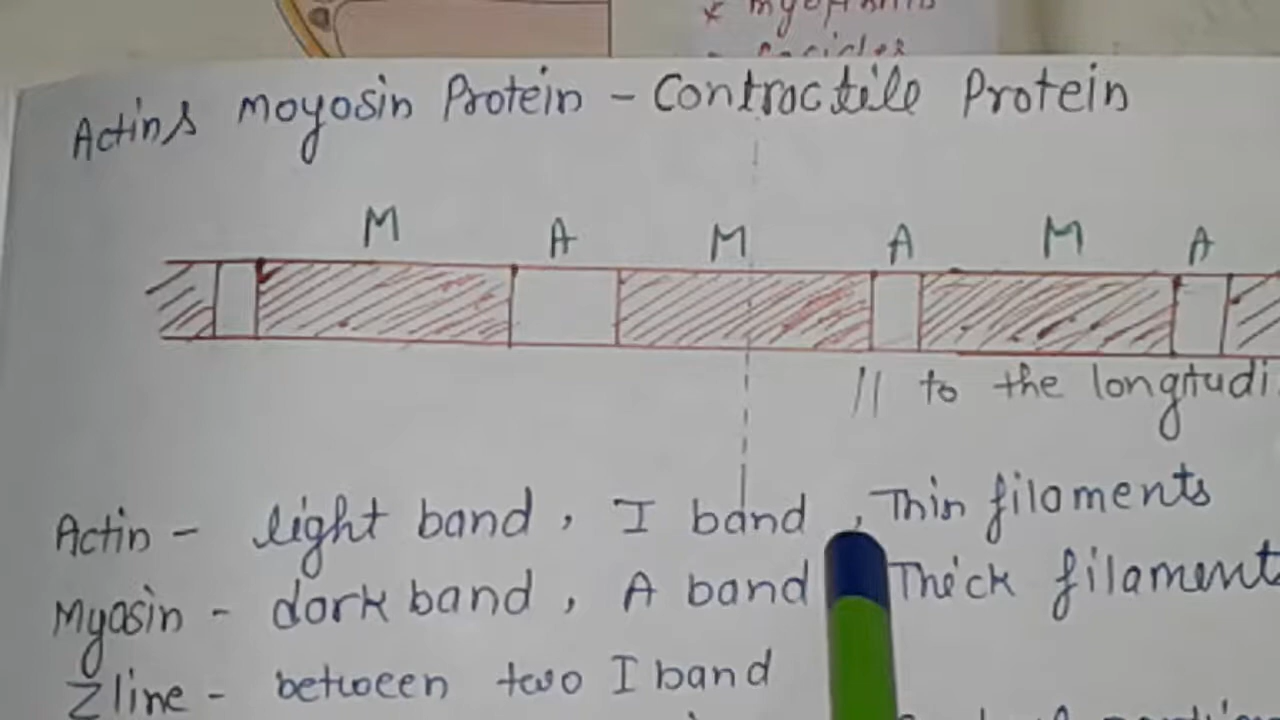 Actin & Moyosin Protein - Contractile Protein
M A M A M A
// to the longitudi
Actin - light band, I band, Thin filaments
Myosin - dark band, A band Thick filament
Z line - between two I band